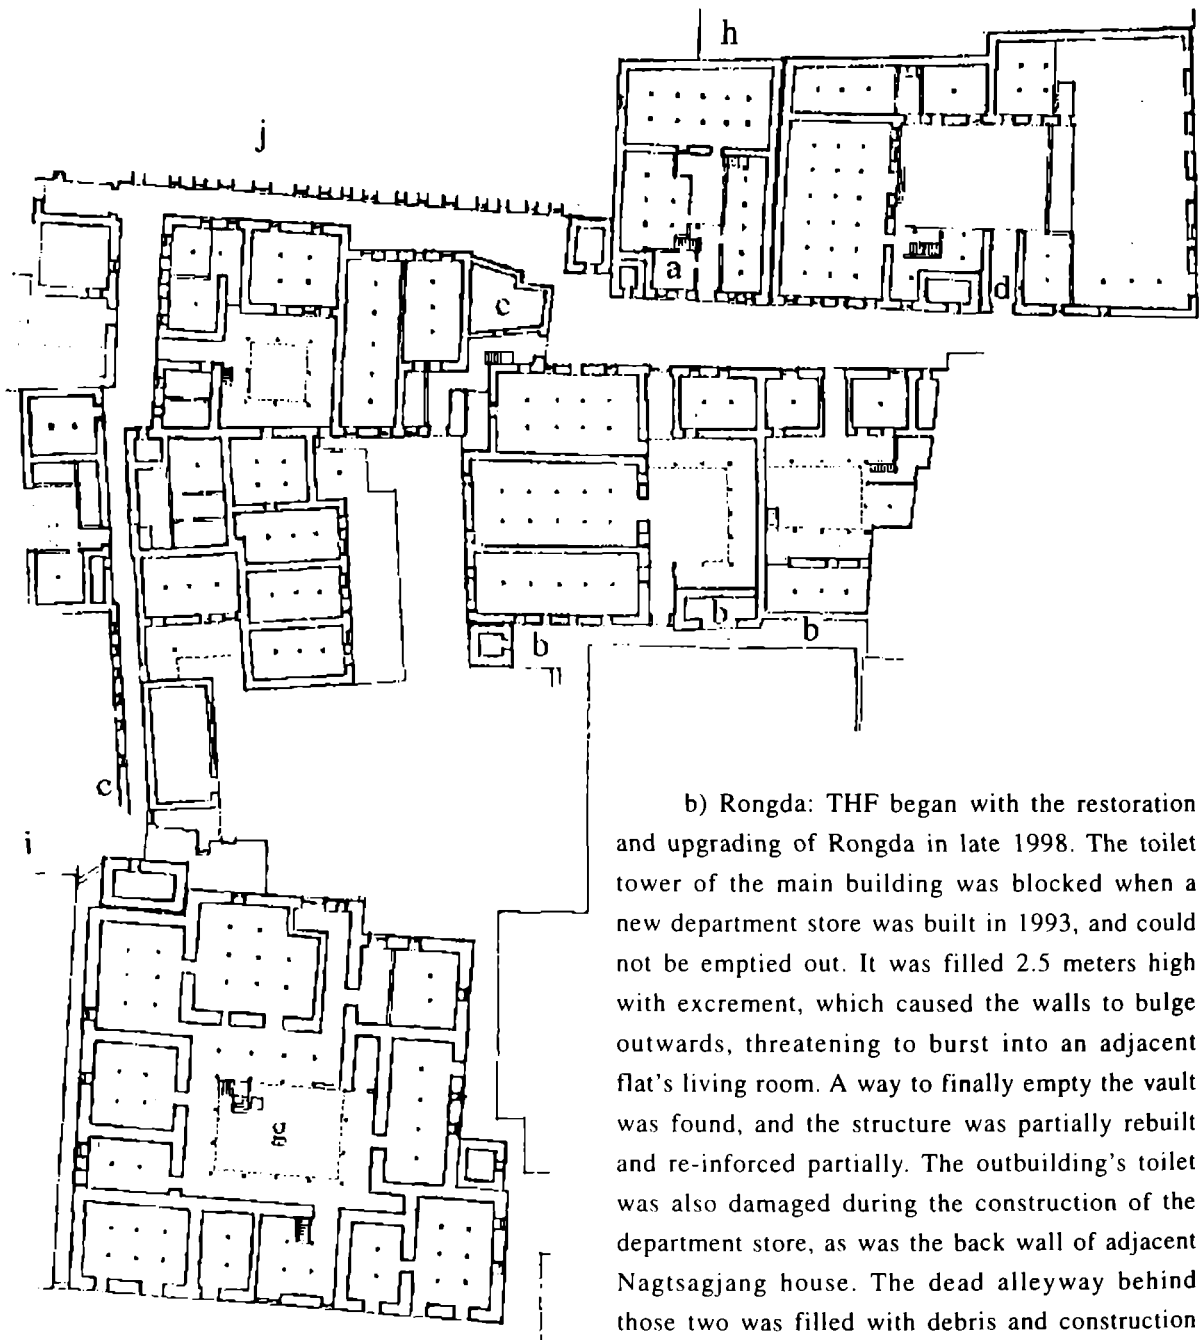 h
j
a
c
d
b
b
b
c
i
b) Rongda: THF began with the restoration
and upgrading of Rongda in late 1998. The toilet
tower of the main building was blocked when a
new department store was built in 1993, and could
not be emptied out. It was filled 2.5 meters high
with excrement, which caused the walls to bulge
outwards, threatening to burst into an adjacent
flat's living room. A way to finally empty the vault
was found, and the structure was partially rebuilt
and re-inforced partially. The outbuilding's toilet
was also damaged during the construction of the
department store, as was the back wall of adjacent
Nagtsagjang house. The dead alleyway behind
those two was filled with debris and construction